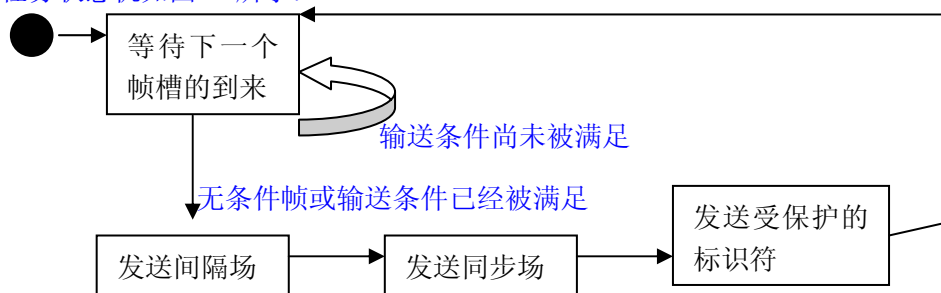 等待下一个
帧槽的到来
输送条件尚未被满足
无条件帧或输送条件已经被满足
发送间隔场
发送同步场
发送受保护的
标识符